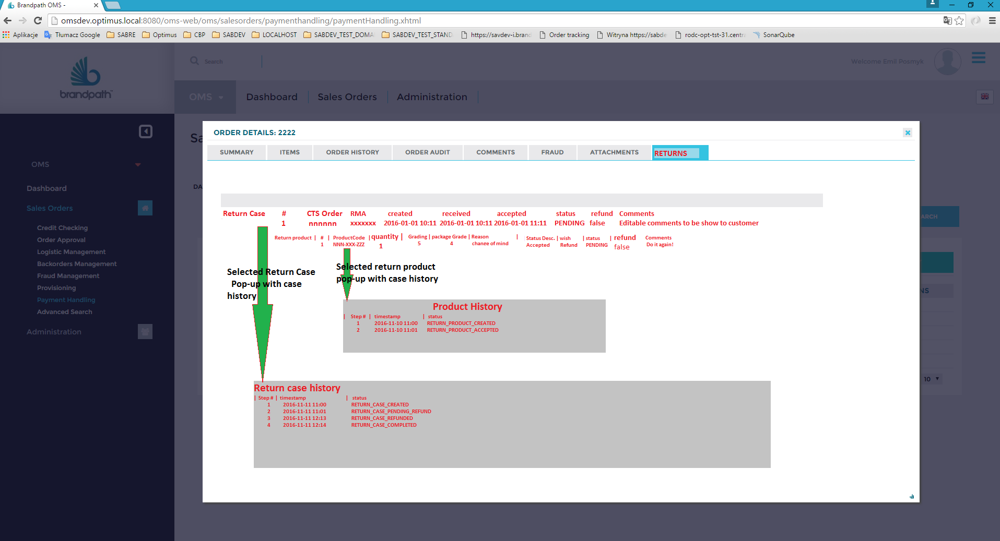 Brandpath OMS -
omsdev.optimus.local:8080/oms-web/oms/salesorders/paymenthandling/paymentHandling.xhtml
Aplikacje Tłumacz Google SABRE Optimus CBP SABDEV LOCALHOST SABDEV_TEST_DOMA SABDEV_TEST_STAND https://savdev-i.bran Order tracking Witryna https://sabde rodc-opt-tst-31.centra SonarQube
brandpath™
Search
Welcome Emil Posmyk
OMS Dashboard Sales Orders Administration
Sa
ORDER DETAILS: 2222
SUMMARY ITEMS ORDER HISTORY ORDER AUDIT COMMENTS FRAUD ATTACHMENTS RETURNS
OMS
Dashboard
Sales Orders
Credit Checking
Order Approval
Logistic Management
Backorders Management
Fraud Management
Provisioning
Payment Handling
Advanced Search
Administration
DA
ARCH
NS
10
Return Case # CTS Order RMA created received accepted status refund Comments
1 nnnnnn xxxxxxx 2016-01-01 10:11 2016-01-01 10:11 2016-01-01 11:11 PENDING false Editable comments to be show to customer
Return product | # | ProductCode | quantity | Grading | package Grade | Reason | Status Desc. | wish | status | refund Comments
1 NNN-XXX-ZZZ 1 5 4 chanze of mind Accepted Refund PENDING false Do it again!
Selected Return Case
Pop-up with case
history
Selected return product
pop-up with case history
Product History
| Step # | timestamp | status
1 2016-11-10 11:00 RETURN_PRODUCT_CREATED
2 2016-11-10 11:01 RETURN_PRODUCT_ACCEPTED
Return case history
| Step # | timestamp | status
1 2016-11-11 11:00 RETURN_CASE_CREATED
2 2016-11-11 11:01 RETURN_CASE_PENDING_REFUND
3 2016-11-11 12:13 RETURN_CASE_REFUNDED
4 2016-11-11 12:14 RETURN_CASE_COMPLETED